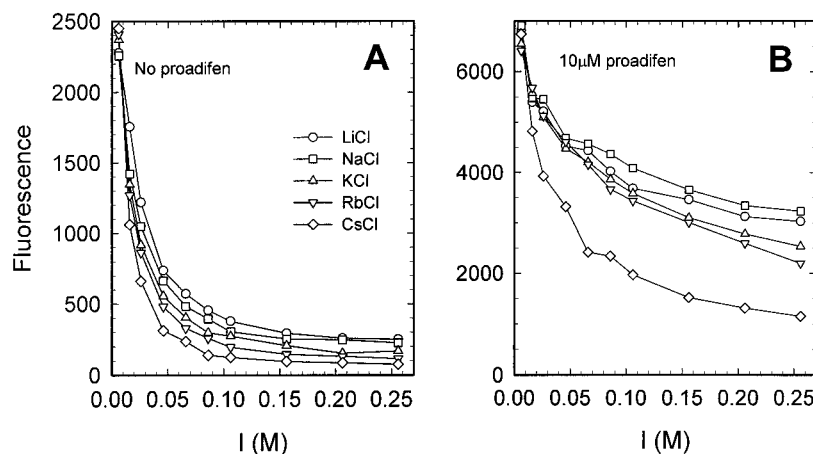 A
No proadifen
2500
2000
1500
1000
500
0
Fluorescence
LiCl
NaCl
KCl
RbCl
CsCl
0.00 0.05 0.10 0.15 0.20 0.25
I (M)
B
10μM proadifen
6000
4000
2000
0
0.00 0.05 0.10 0.15 0.20 0.25
I (M)